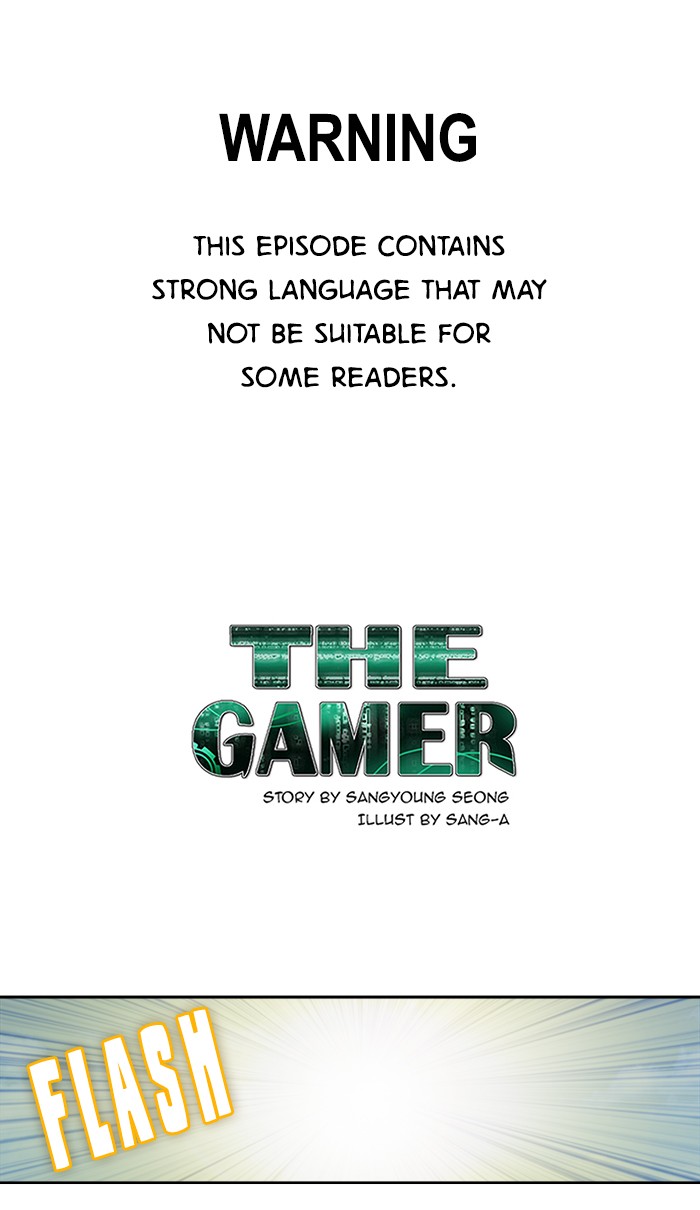 WARNING
THIS EPISODE CONTAINS
STRONG LANGUAGE THAT MAY
NOT BE SUITABLE FOR
SOME READERS.
THE
GAMER
STORY BY SANGYOUNG SEONG
ILLUST BY SANG-A
FLASH